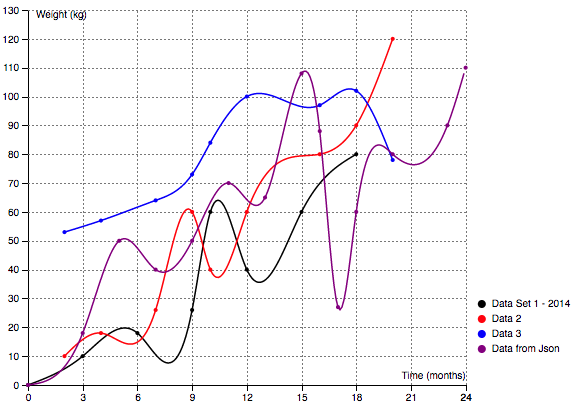 Weight (kg)
130
120
110
100
90
80
70
60
50
40
30
20
10
0
Time (months)
0 3 6 9 12 15 18 21 24
Data Set 1 - 2014
Data 2
Data 3
Data from Json